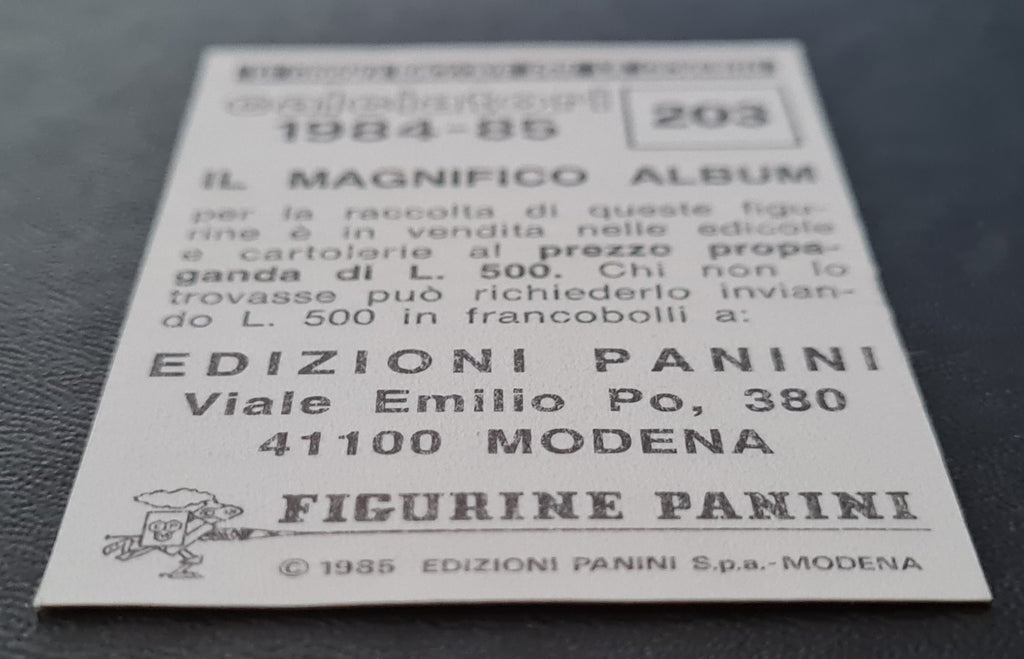 calciatori
1984-85
203
IL MAGNIFICO ALBUM
per la raccolta di queste figu-
rine è in vendita nelle edicole
e cartolerie al prezzo propa-
ganda di L. 500. Chi non lo
trovasse può richiederlo invian-
do L. 500 in francobolli a:
EDIZIONI PANINI
Viale Emilio Po, 380
41100 MODENA
FIGURINE PANINI
© 1985 EDIZIONI PANINI S.p.a.-MODENA